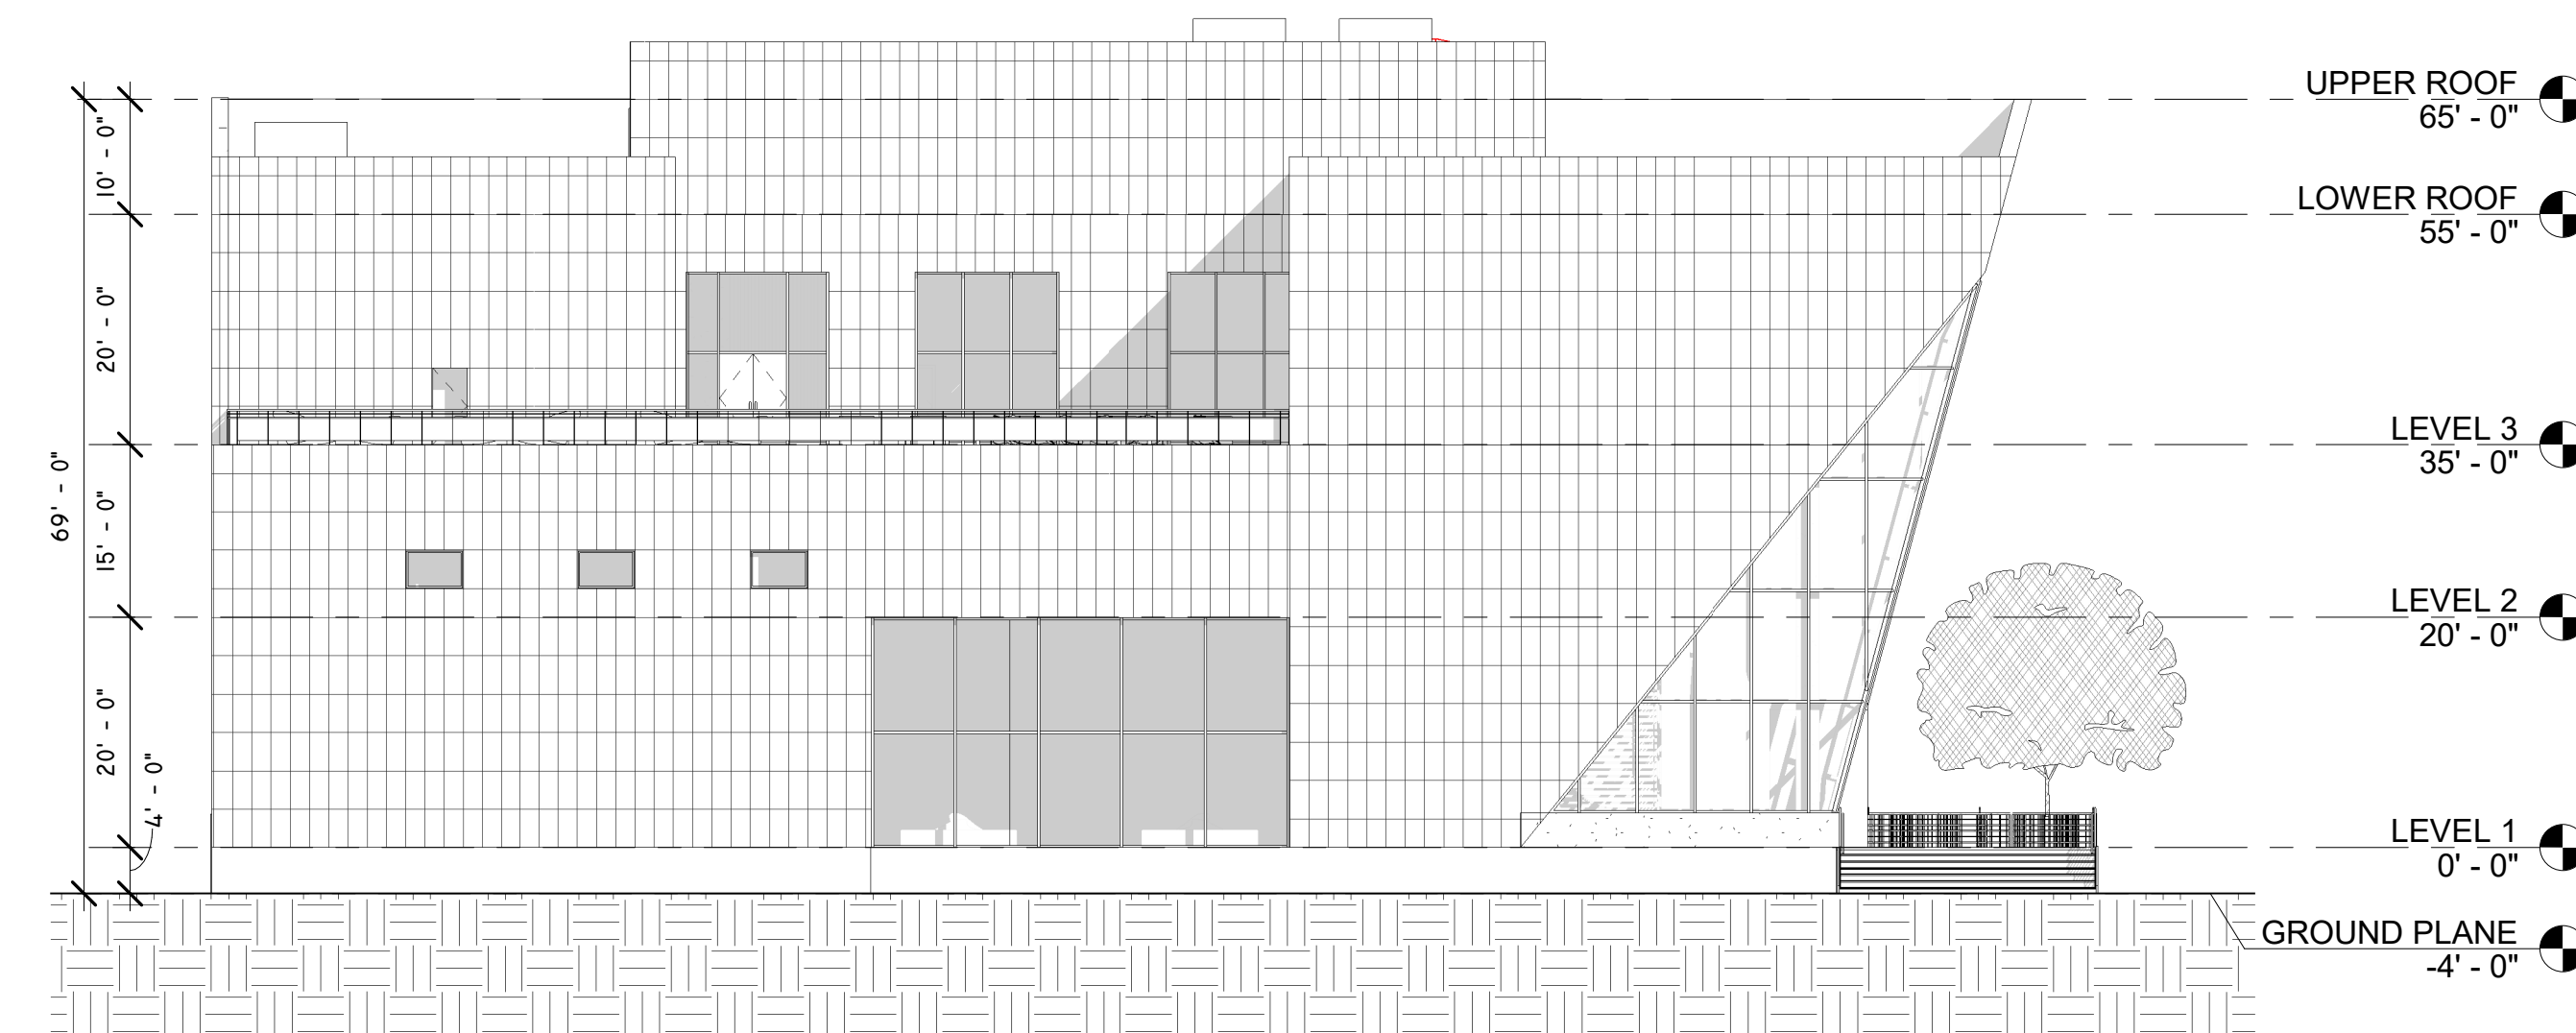 UPPER ROOF
65' - 0"
LOWER ROOF
55' - 0"
LEVEL 3
35' - 0"
LEVEL 2
20' - 0"
LEVEL 1
0' - 0"
GROUND PLANE
-4' - 0"
10' - 0"
20' - 0"
15' - 0"
20' - 0"
4' - 0"
69' - 0"